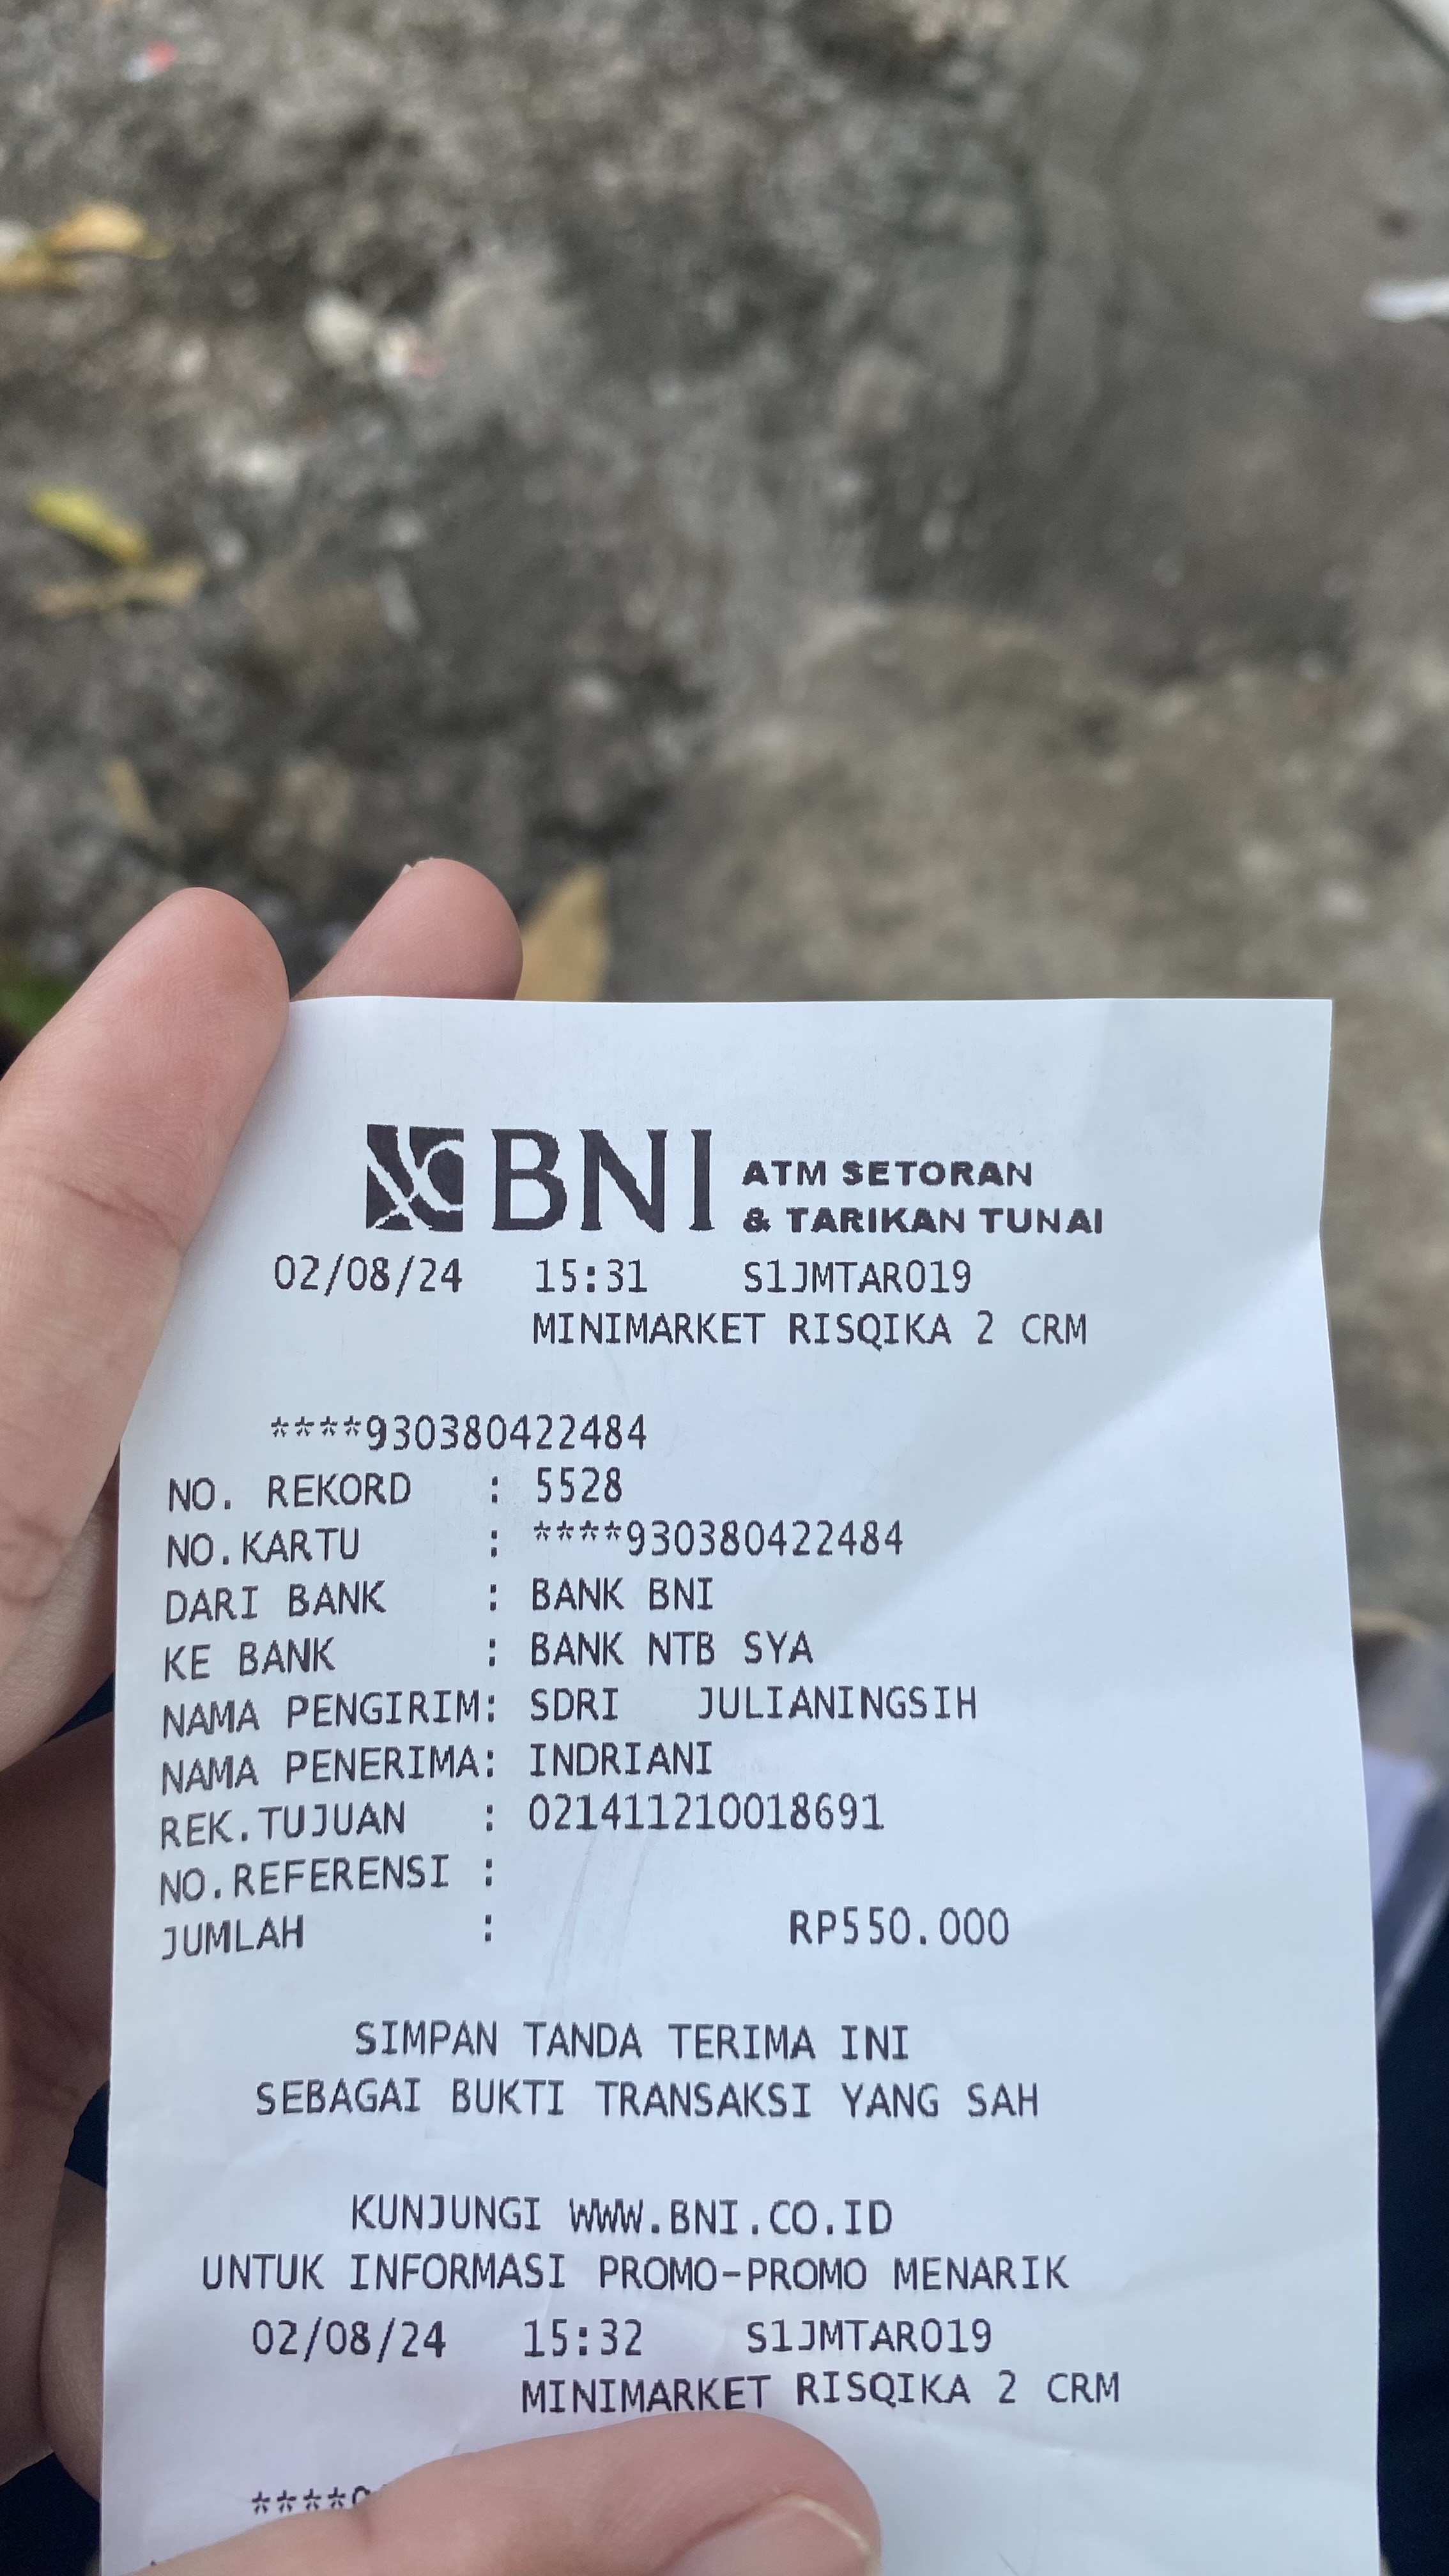 BNI ATM SETORAN
& TARIKAN TUNAI
02/08/24 15:31 S1JMTAR019
MINIMARKET RISQIKA 2 CRM
****930380422484
NO. REKORD : 5528
NO.KARTU : ****930380422484
DARI BANK : BANK BNI
KE BANK : BANK NTB SYA
NAMA PENGIRIM: SDRI JULIANINGSIH
NAMA PENERIMA: INDRIANI
REK.TUJUAN : 021411210018691
NO.REFERENSI :
JUMLAH : RP550.000
SIMPAN TANDA TERIMA INI
SEBAGAI BUKTI TRANSAKSI YANG SAH
KUNJUNGI WWW.BNI.CO.ID
UNTUK INFORMASI PROMO-PROMO MENARIK
02/08/24 15:32 S1JMTAR019
MINIMARKET RISQIKA 2 CRM